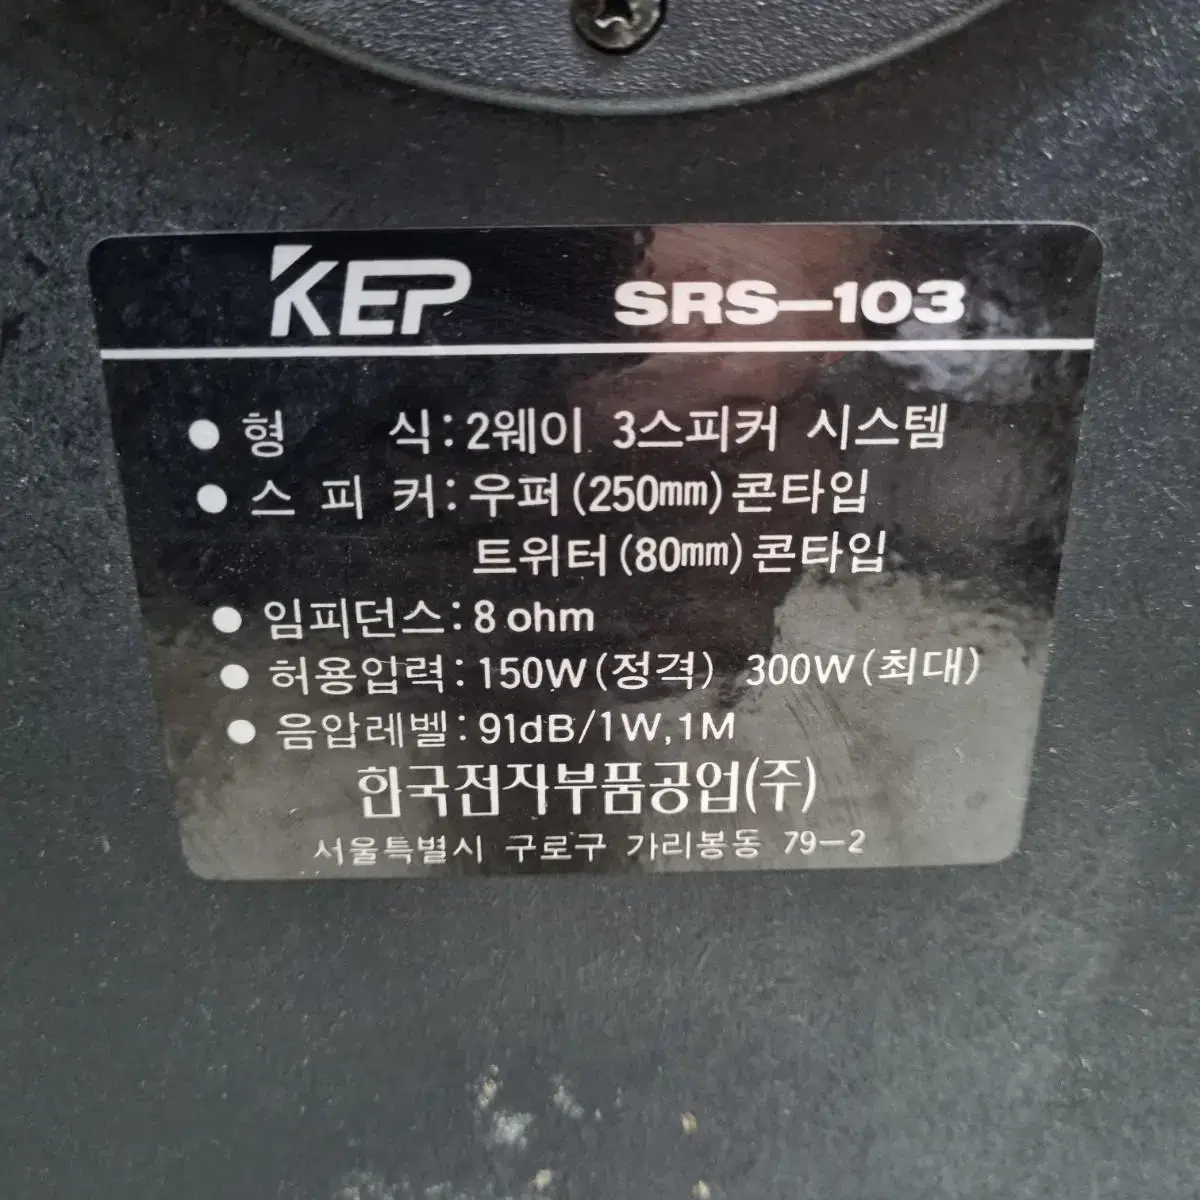 KEP SRS-103
● 형 식 : 2웨이 3스피커 시스템
● 스 피 커 : 우퍼(250mm)콘타입
트위터(80mm)콘타입
● 임피던스 : 8 ohm
● 허용입력 : 150W(정격) 300W(최대)
● 음압레벨 : 91dB/1W,1M
한국전자부품공업(주)
서울특별시 구로구 가리봉동 79-2